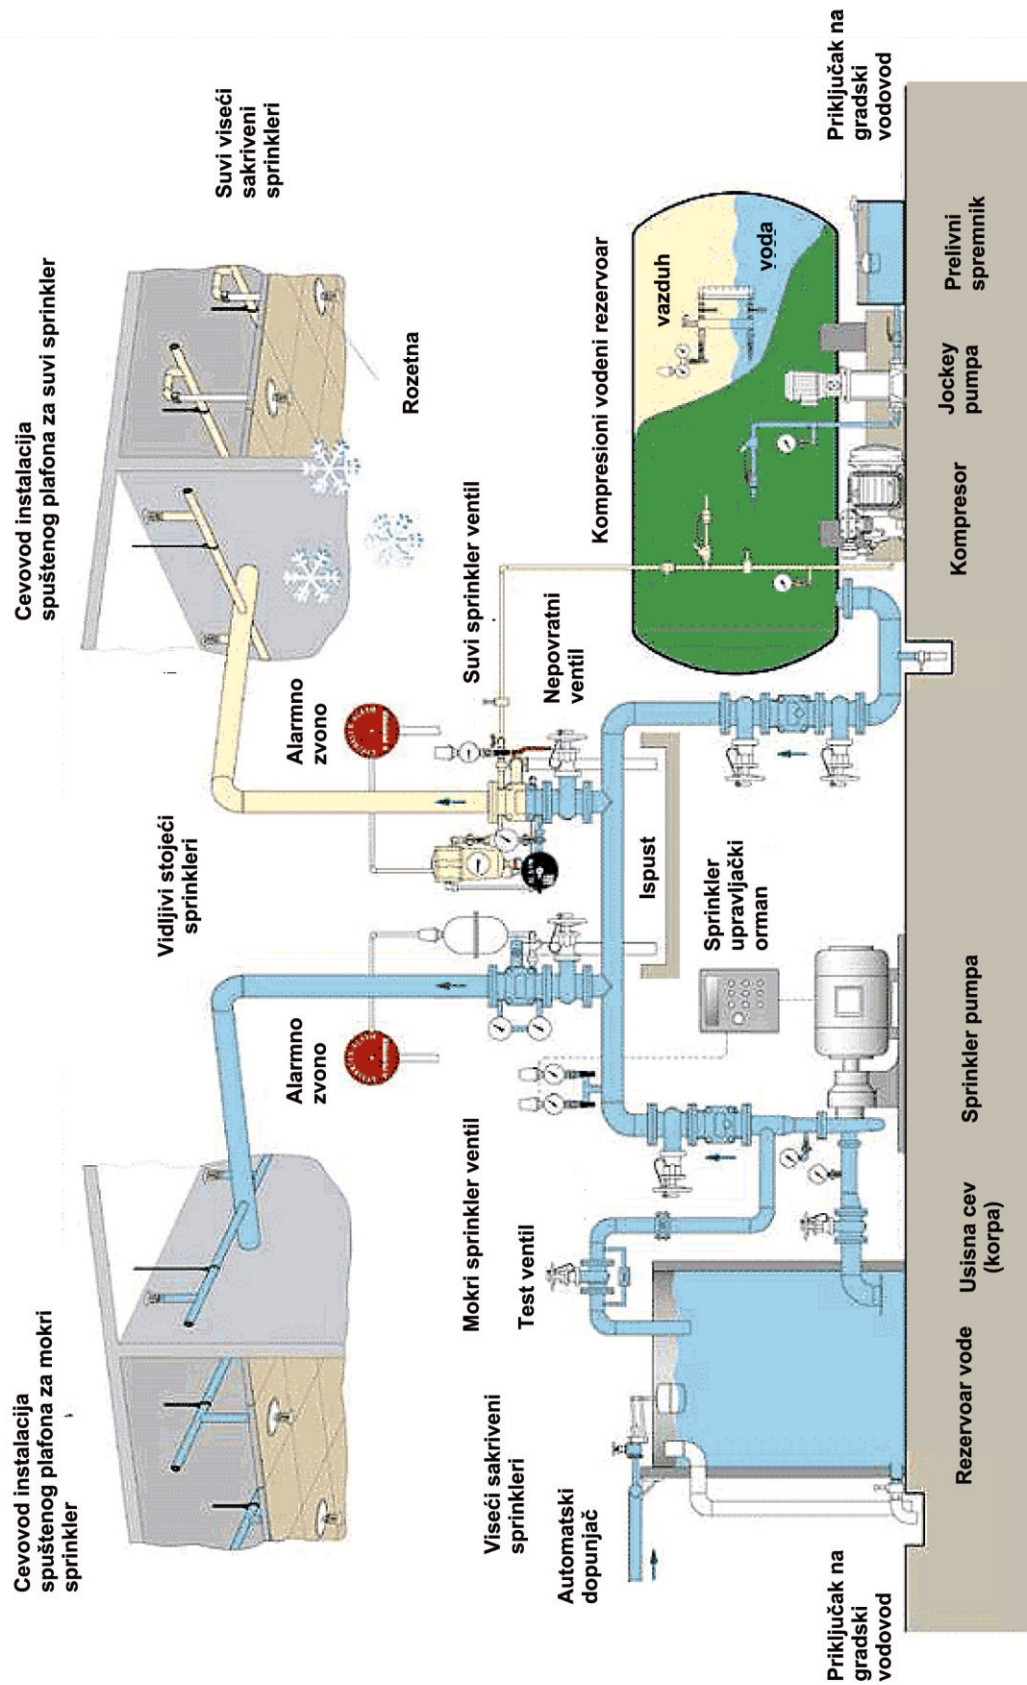 Cevovod instalacija
spuštenog plafona za mokri
sprinkler
Cevovod instalacija
spuštenog plafona za suvi sprinkler
Vidljivi stojeći
sprinkleri
Suvi viseći
sakriveni
sprinkleri
Alarmno
zvono
Alarmno
zvono
Rozetna
Viseći sakriveni
sprinkleri
Mokri sprinkler ventil
Suvi sprinkler ventil
Test ventil
Nepovratni
ventil
Automatski
dopunjač
Kompresioni vodeni rezervoar
Ispust
vazduh
voda
Sprinkler
upravljački
orman
Priključak na
gradski
vodovod
Rezervoar vode
Usisna cev
(korpa)
Sprinkler pumpa
Kompresor
Jockey
pumpa
Prelivni
spremnik
Priključak na
gradski
vodovod